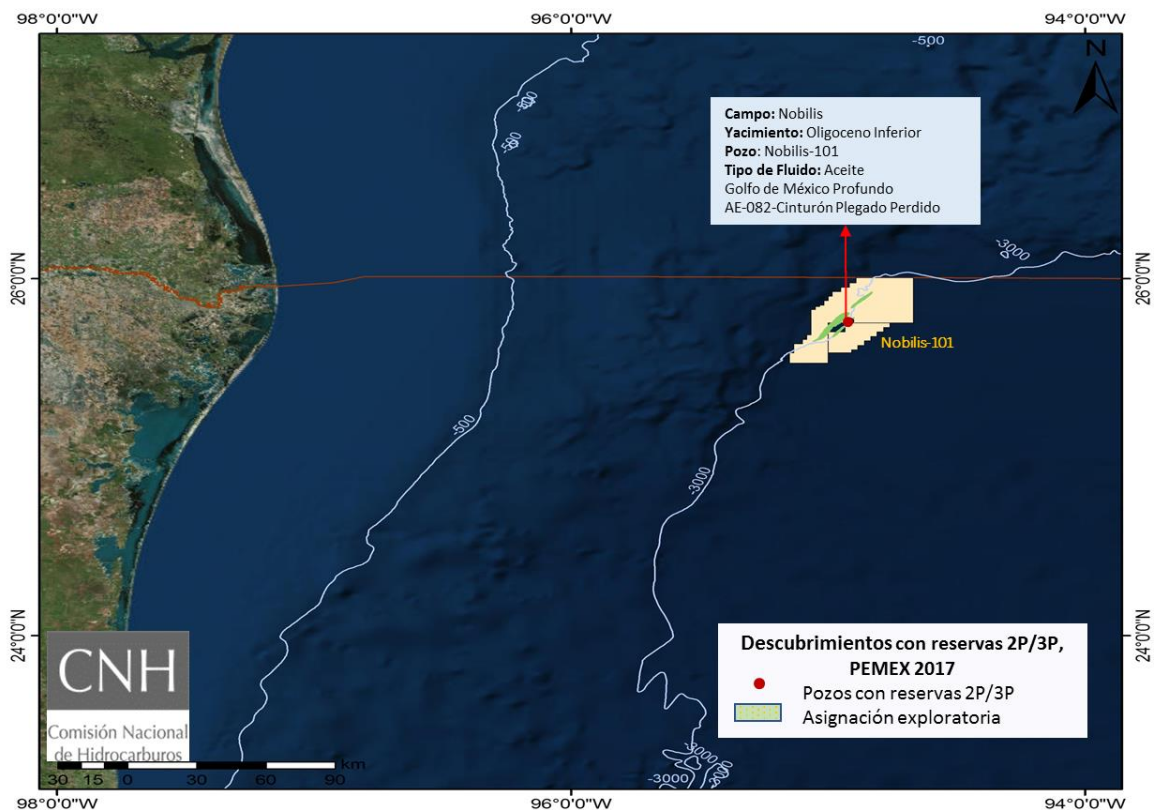 98°0'0"W 96°0'0"W 94°0'0"W
-500
N
Campo: Nobilis
Yacimiento: Oligoceno Inferior
Pozo: Nobilis-101
Tipo de Fluido: Aceite
Golfo de México Profundo
AE-082-Cinturón Plegado Perdido
-500
-3000
26°0'0"N 26°0'0"N
Nobilis-101
-500
-3000
24°0'0"N 24°0'0"N
CNH
Comisión Nacional
de Hidrocarburos
Descubrimientos con reservas 2P/3P,
PEMEX 2017
Pozos con reservas 2P/3P
Asignación exploratoria
-3000
-3000
-3000
30 15 0 30 60 90 km
98°0'0"W 96°0'0"W 94°0'0"W